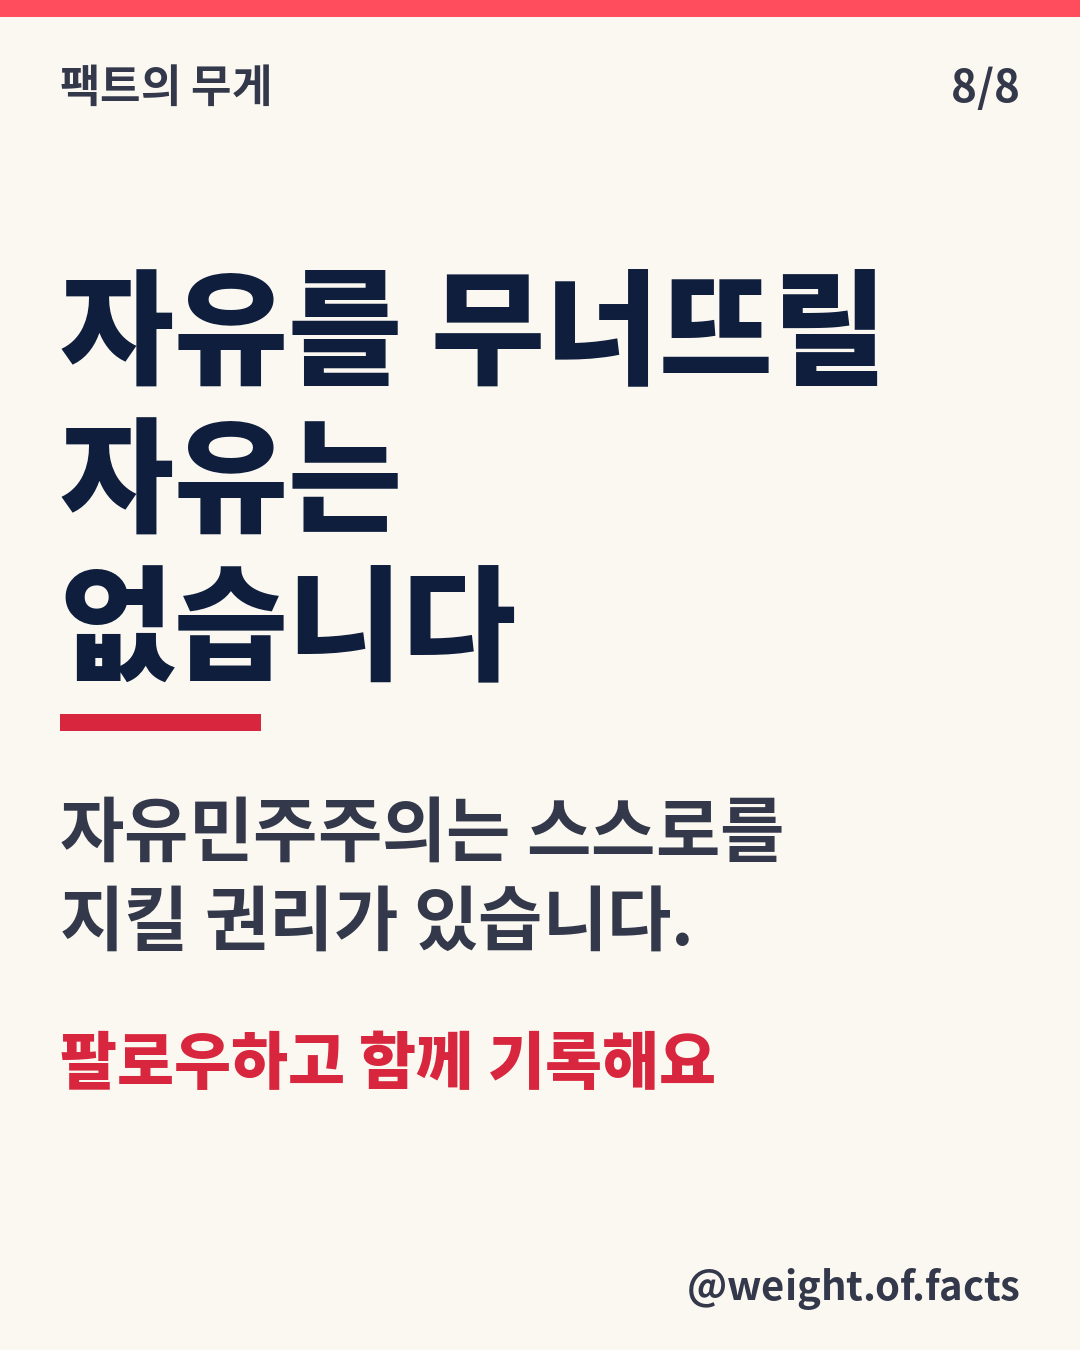 팩트의 무게
8/8
자유를 무너뜨릴
자유는
없습니다
자유민주주의는 스스로를
지킬 권리가 있습니다.
팔로우하고 함께 기록해요
@weight.of.facts